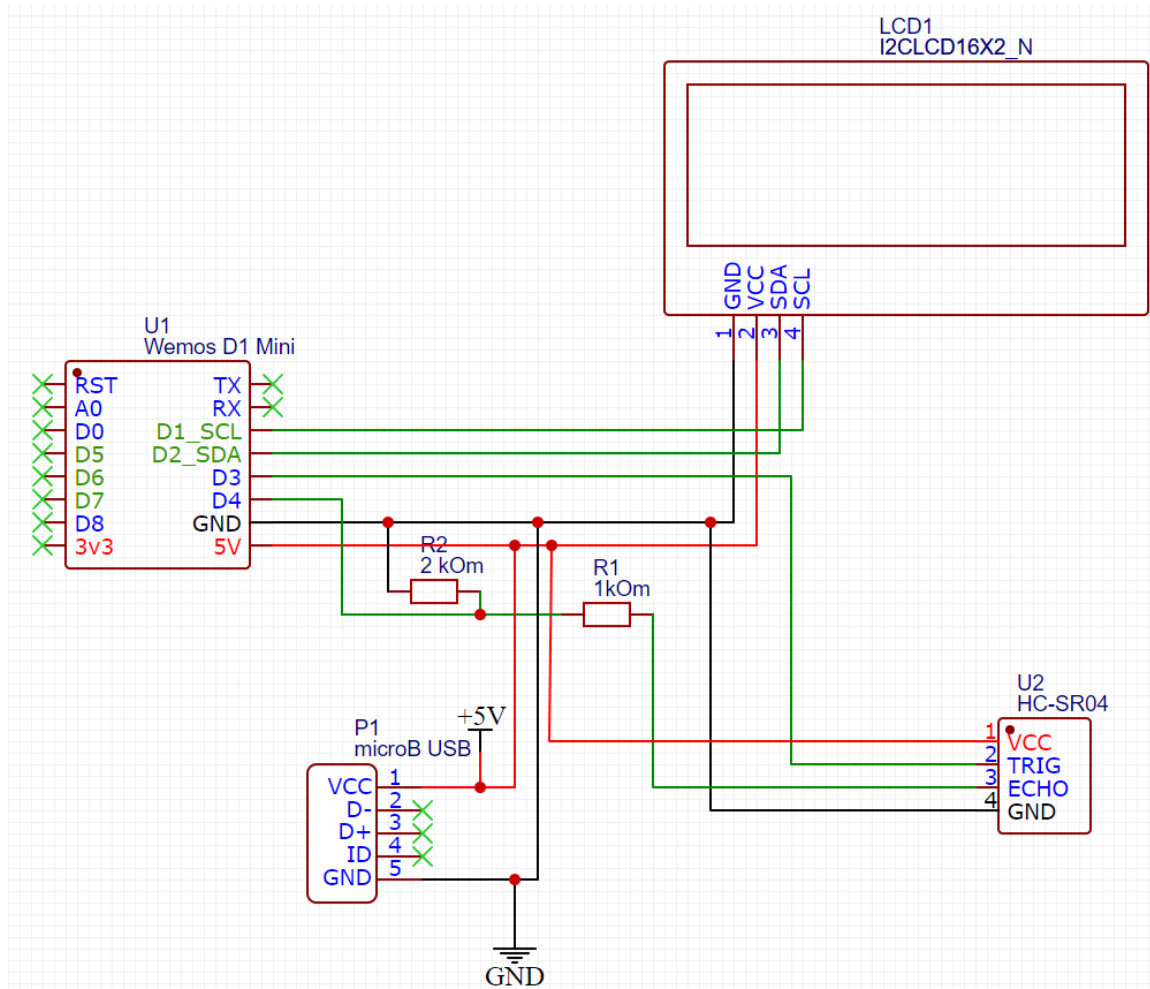 LCD1
I2CLCD16X2_N
GND
VCC
SDA
SCL
1
2
3
4
U1
Wemos D1 Mini
RST TX
A0 RX
D0 D1_SCL
D5 D2_SDA
D6 D3
D7 D4
D8 GND
3v3 5V
R2
2 kOm
R1
1kOm
U2
HC-SR04
1 VCC
2 TRIG
3 ECHO
4 GND
+5V
P1
microB USB
VCC 1
D- 2
D+ 3
ID 4
GND 5
GND